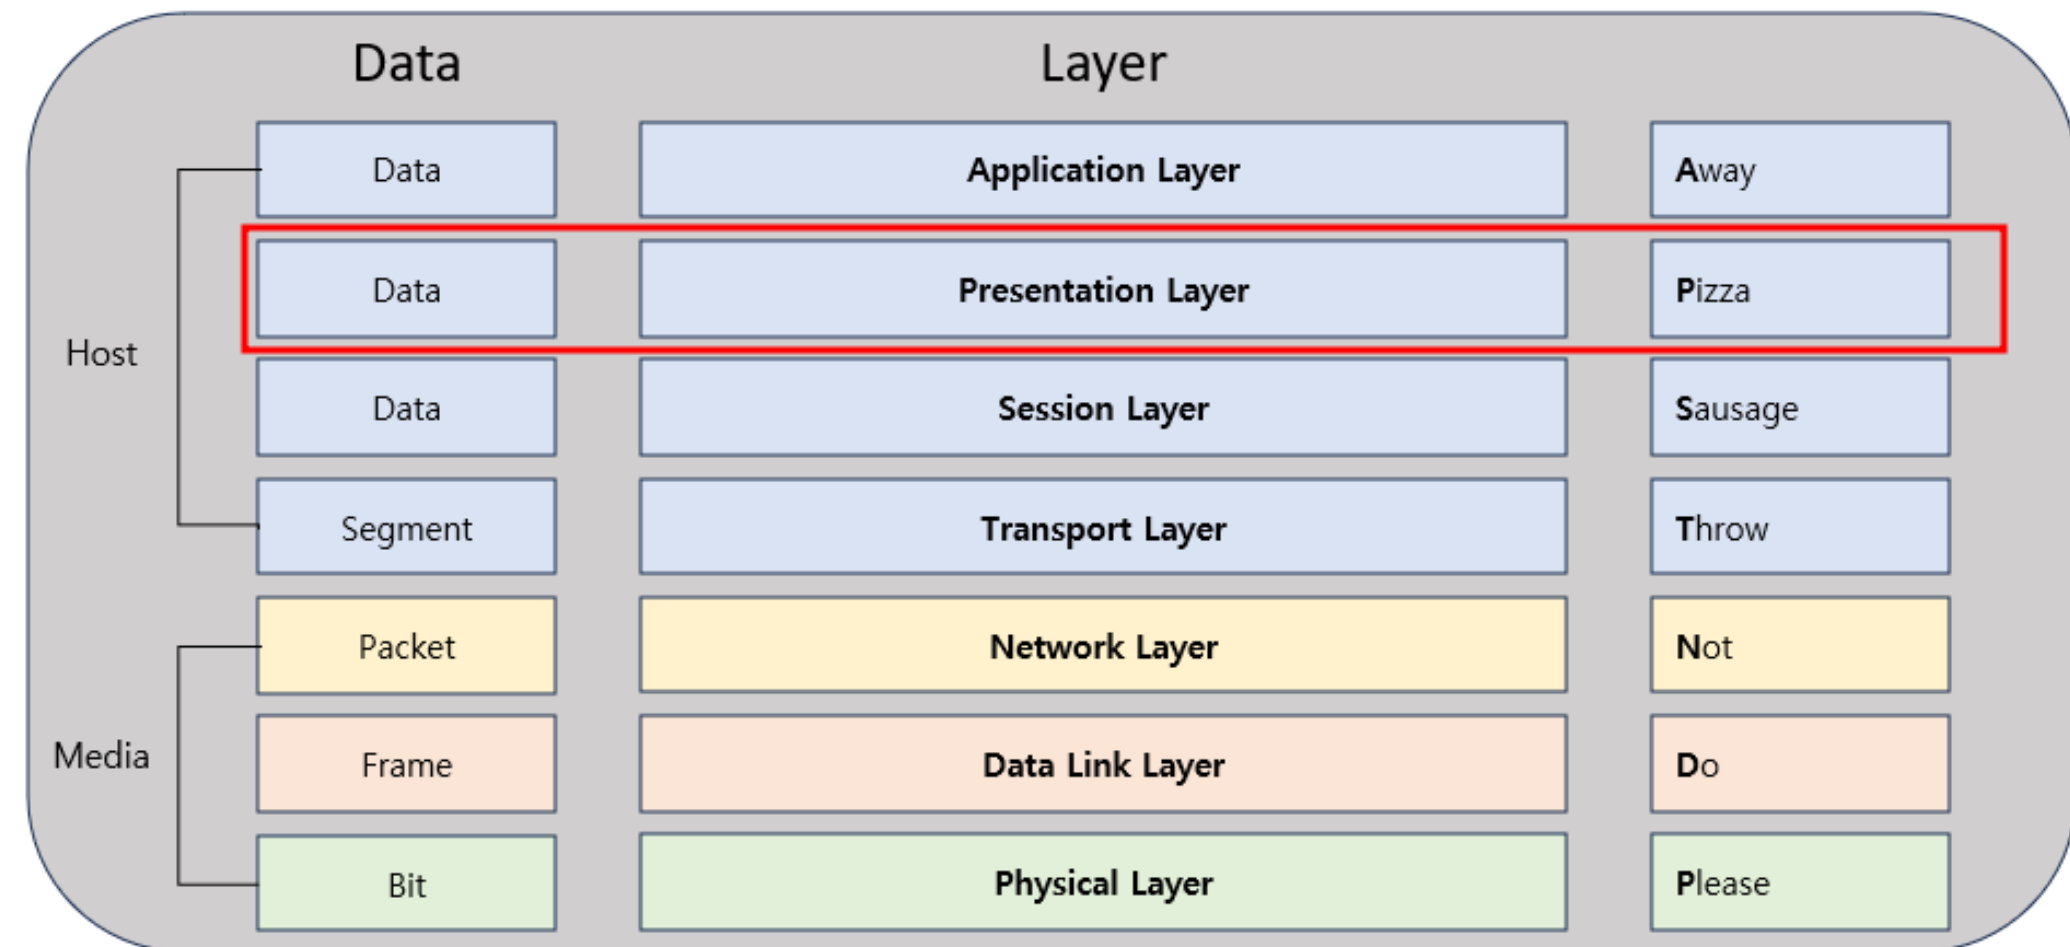 Data Layer
Data Application Layer Away
Data Presentation Layer Pizza
Host
Data Session Layer Sausage
Segment Transport Layer Throw
Packet Network Layer Not
Media
Frame Data Link Layer Do
Bit Physical Layer Please